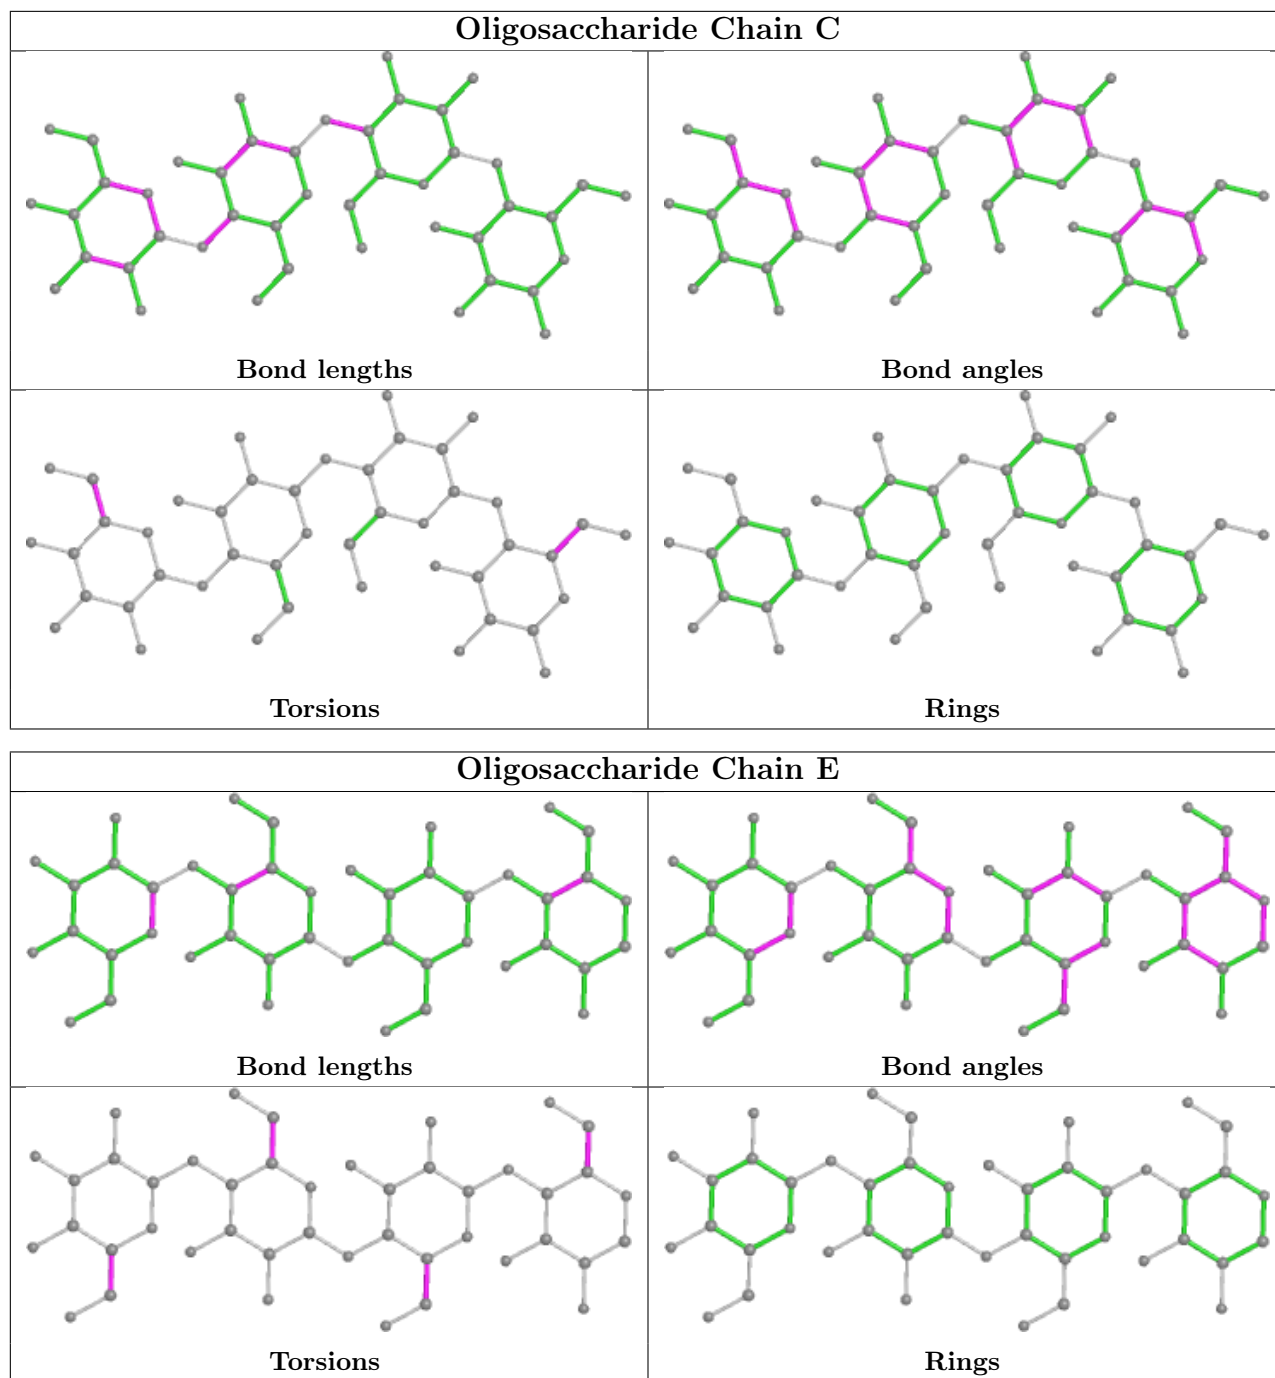 Oligosaccharide Chain C
Bond lengths
Bond angles
Torsions
Rings
Oligosaccharide Chain E
Bond lengths
Bond angles
Torsions
Rings